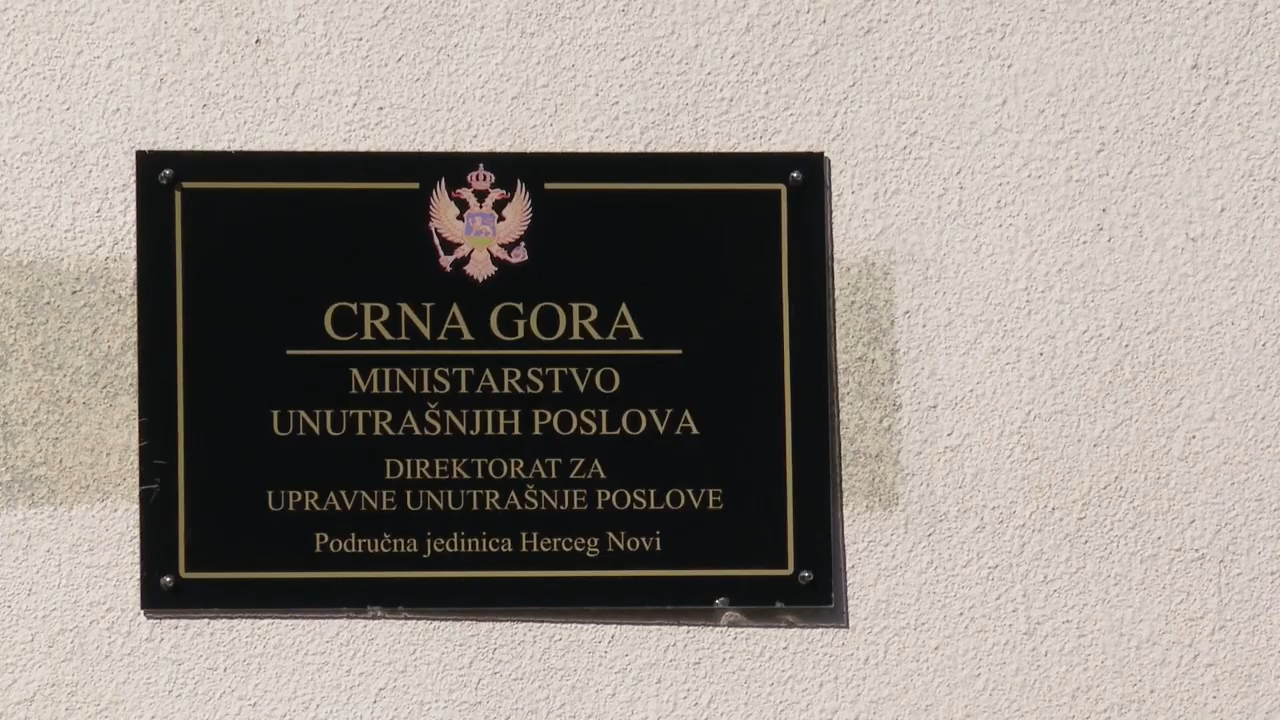 CRNA GORA
MINISTARSTVO
UNUTRAŠNJIH POSLOVA
DIREKTORAT ZA
UPRAVNE UNUTRAŠNJE POSLOVE
Područna jedinica Herceg Novi